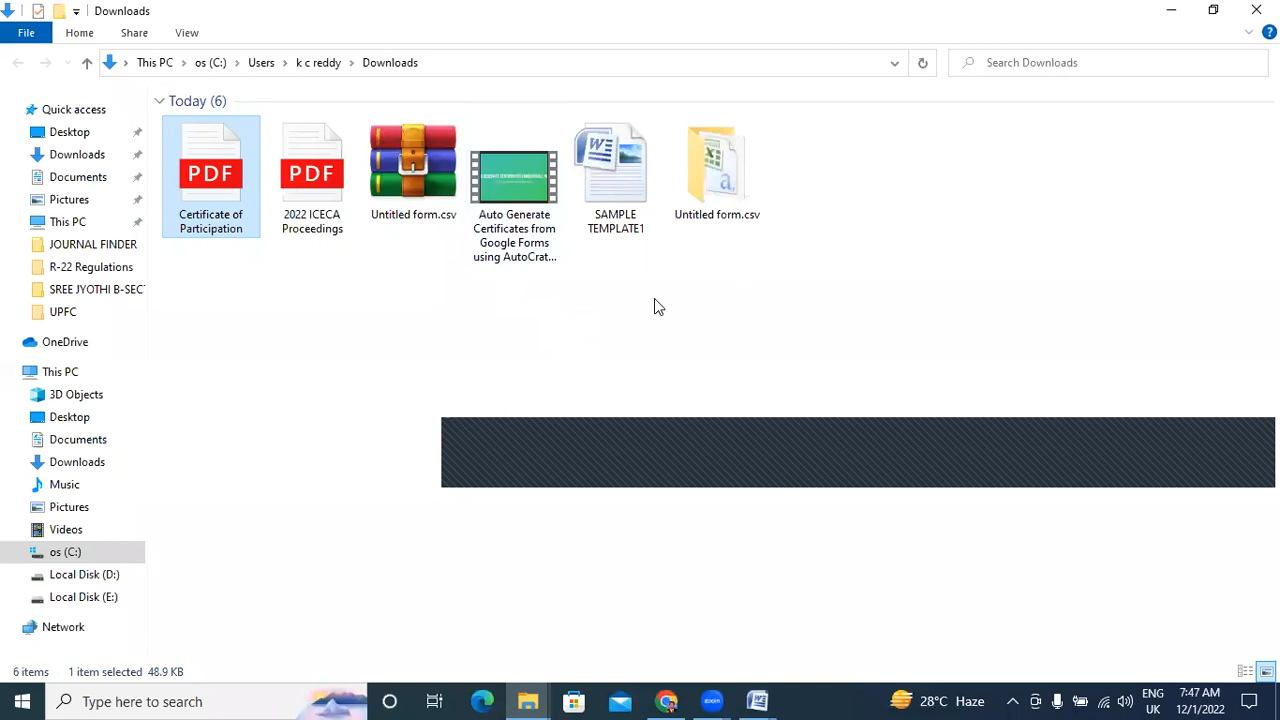 Downloads
File Home Share View
This PC os (C:) Users k c reddy Downloads Search Downloads
Quick access
Desktop
Downloads
Documents
Pictures
This PC
JOURNAL FINDER
R-22 Regulations
SREE JYOTHI B-SECT
UPFC
OneDrive
This PC
3D Objects
Desktop
Documents
Downloads
Music
Pictures
Videos
os (C:)
Local Disk (D:)
Local Disk (E:)
Network
Today (6)
PDF
Certificate of
Participation
PDF
2022 ICECA
Proceedings
Untitled form.csv
Auto Generate
Certificates from
Google Forms
using AutoCrat...
SAMPLE
TEMPLATE1
Untitled form.csv
6 items 1 item selected 48.9 KB
Type here to search
zoom
28°C Haze
ENG
UK
7:47 AM
12/1/2022